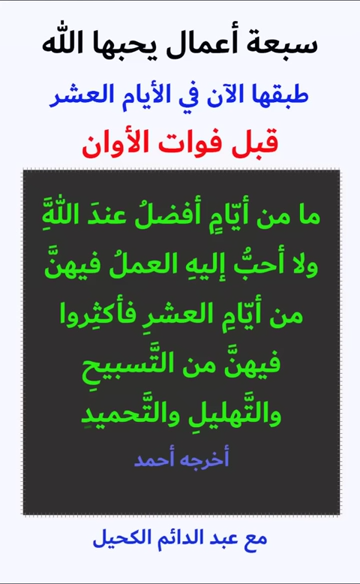 سبعة أعمال يحبها الله
طبقها الآن في الأيام العشر
قبل فوات الأوان
ما من أيّامٍ أفضلُ عندَ اللهَِّ
ولا أحبُّ إليهِ العملُ فيهنَّ
من أيّامِ العشرِ فأكثِروا
فيهنَّ من التَّسبيحِ
والتَّهليلِ والتَّحميدِ
أخرجه أحمد
مع عبد الدائم الكحيل